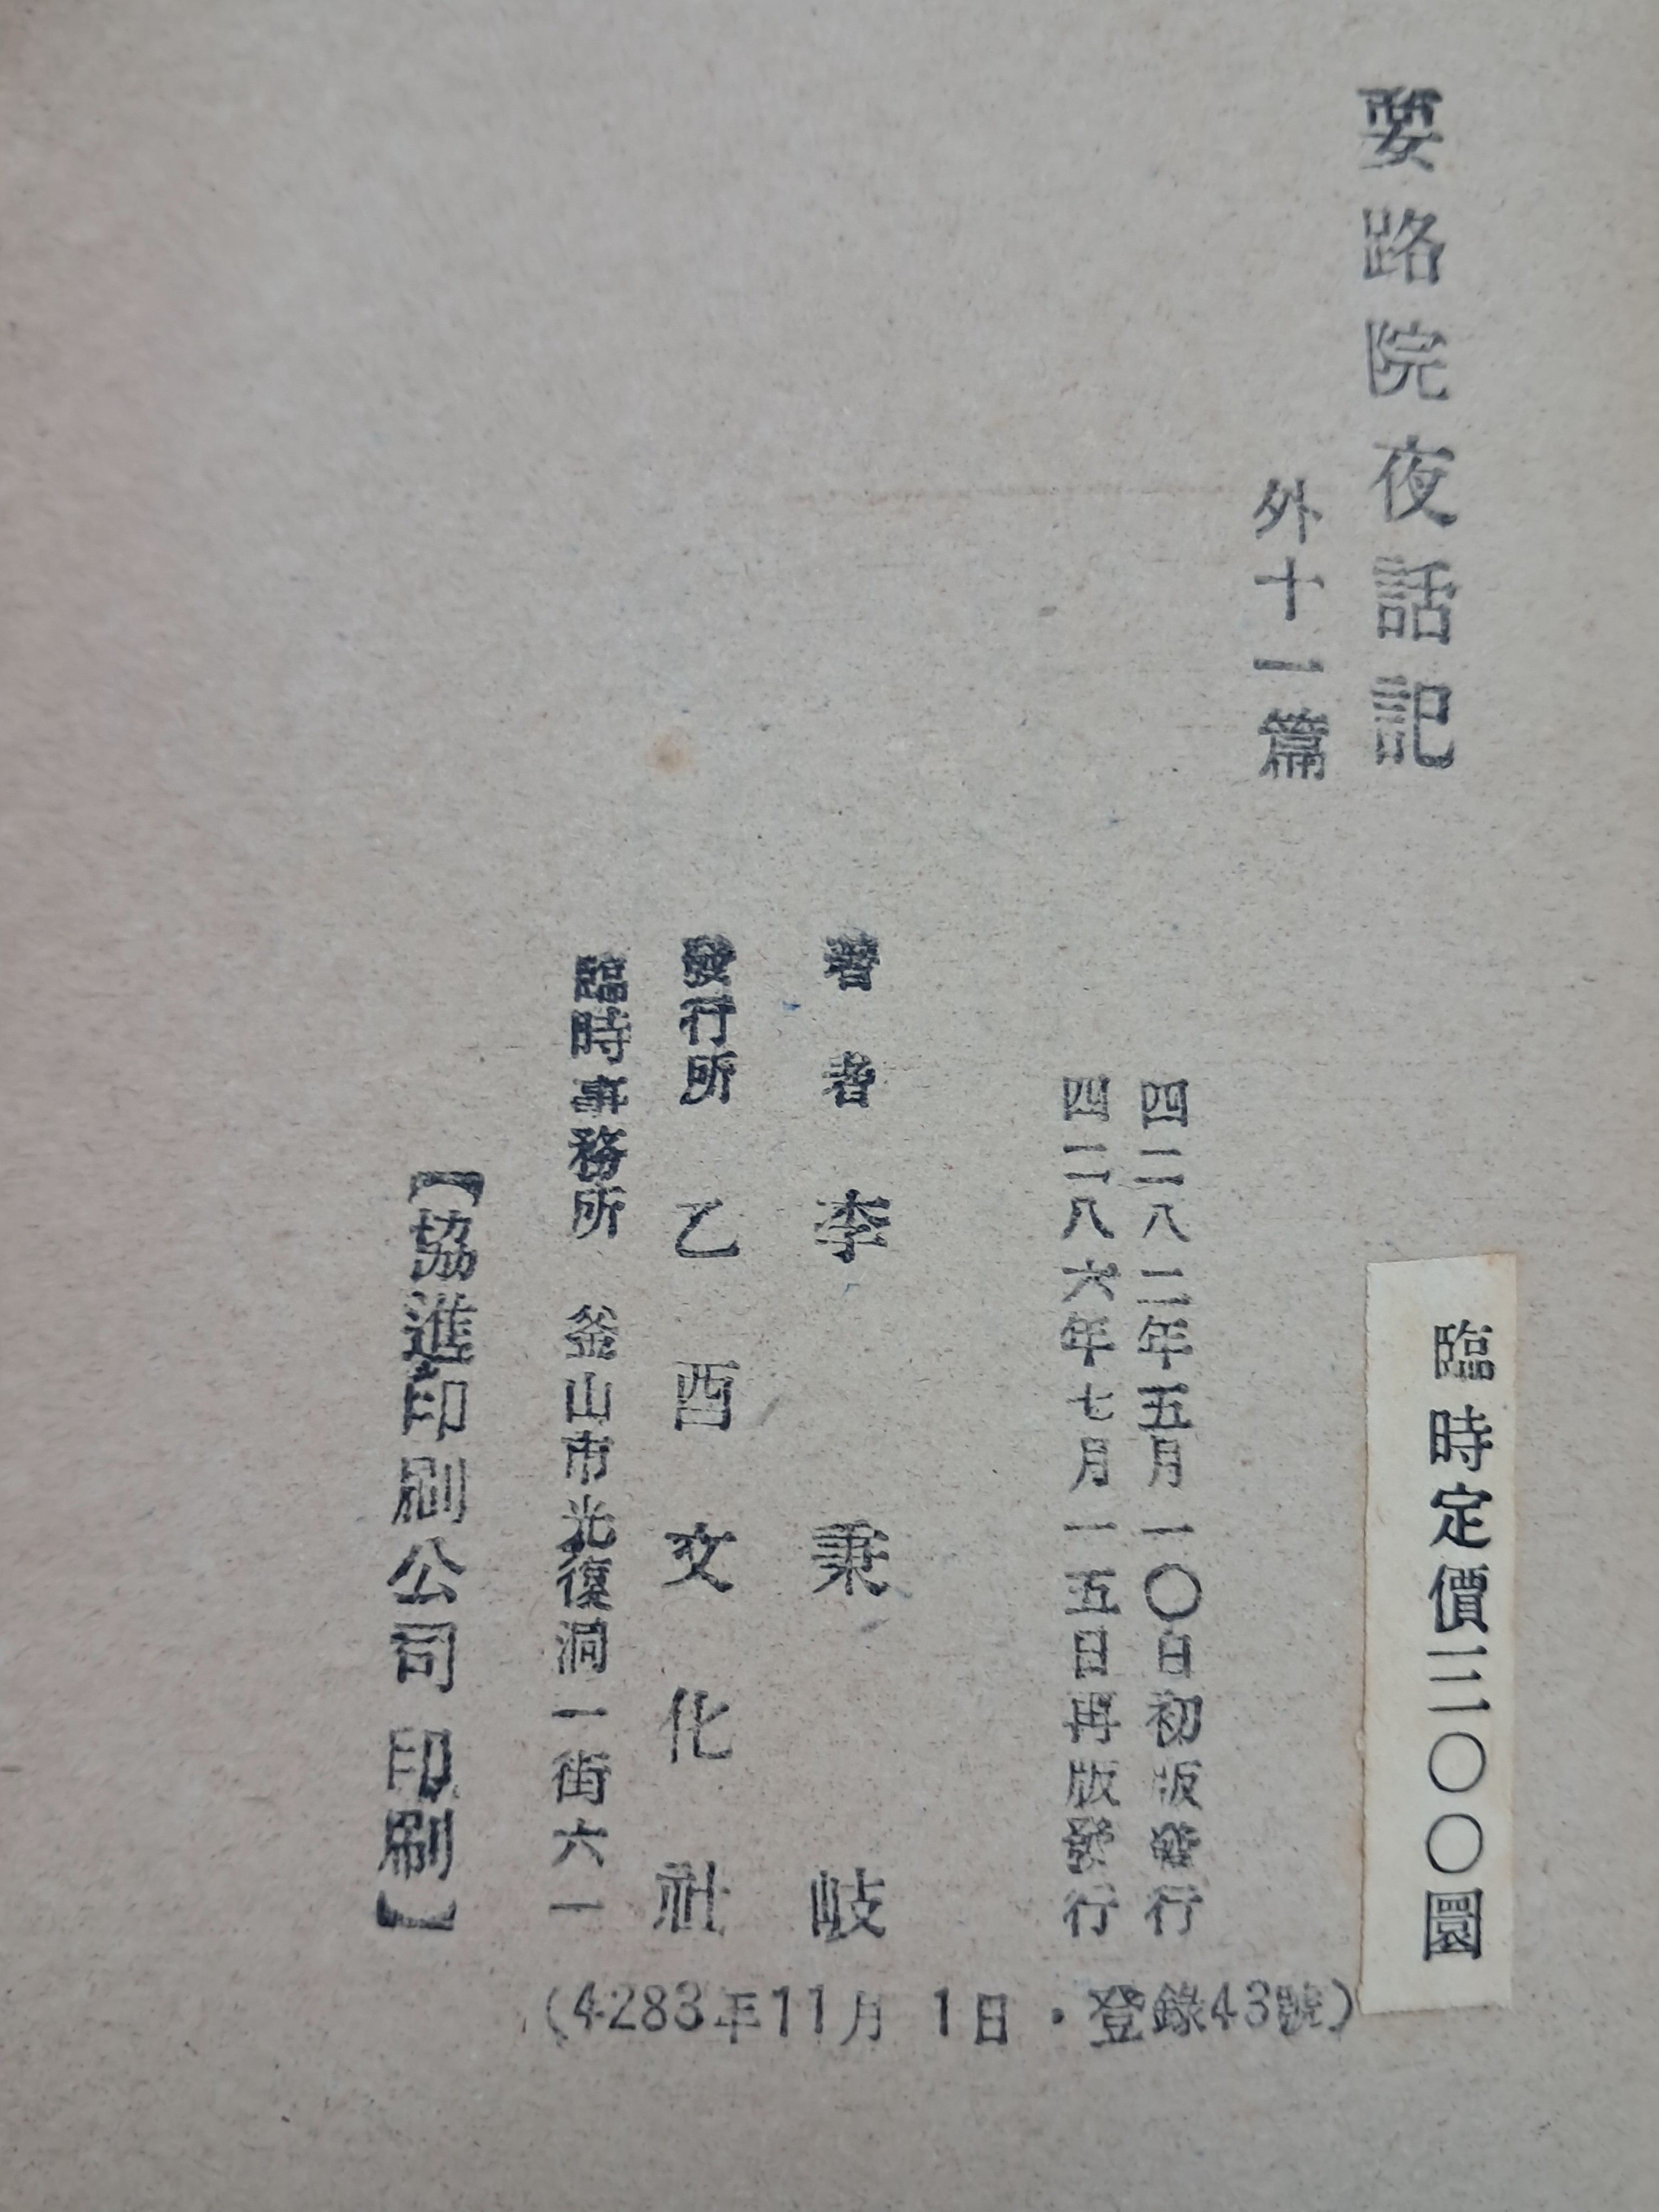 要路院夜話記
外十一篇
臨時定價三〇〇圜
四二八二年五月一〇日初版發行
四二八六年七月一五日再版發行
著者 李秉岐
發行所 乙酉文化社
臨時事務所 釜山市光復洞一街六一
【協進印刷公司 印刷】
(4283年11月 1日・登錄43號)